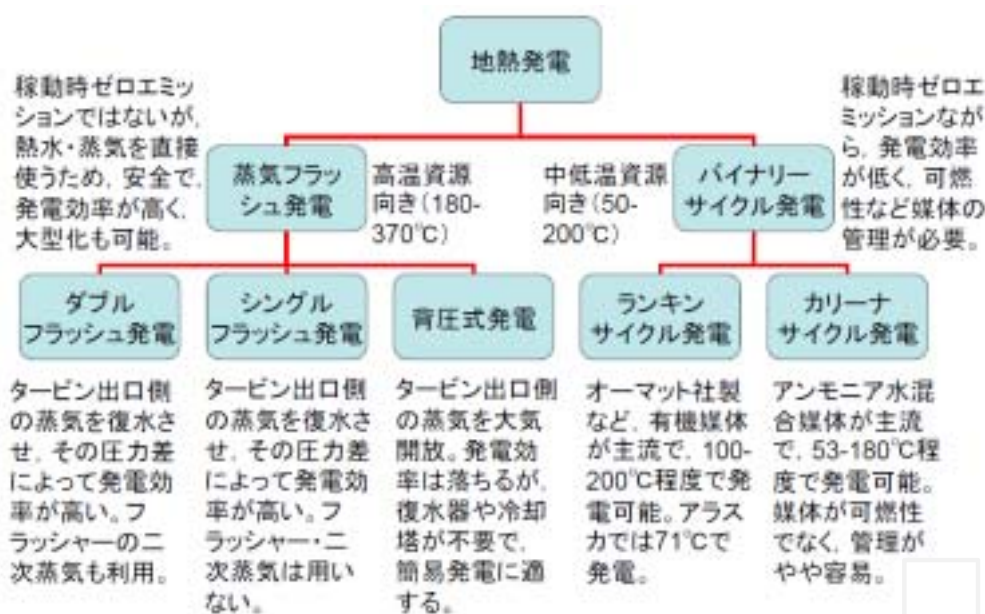 地熱発電
稼動時ゼロエミッ
ションではないが,
熱水・蒸気を直接
使うため, 安全で,
発電効率が高く,
大型化も可能。
蒸気フラッ
シュ発電
高温資源
向き(180-
370℃)
中低温資源
向き(50-
200℃)
バイナリー
サイクル発電
稼動時ゼロエ
ミッションなが
ら, 発電効率
が低く, 可燃
性など媒体の
管理が必要。
ダブル
フラッシュ発電
シングル
フラッシュ発電
背圧式発電
ランキン
サイクル発電
カリーナ
サイクル発電
タービン出口側
の蒸気を復水さ
せ, その圧力差
によって発電効
率が高い。フ
ラッシャーの二
次蒸気も利用。
タービン出口側
の蒸気を復水さ
せ, その圧力差
によって発電効
率が高い。フ
ラッシャー・二
次蒸気は用い
ない。
タービン出口側
の蒸気を大気
開放。発電効
率は落ちるが,
復水器や冷却
塔が不要で,
簡易発電に適
する。
オーマット社製
など, 有機媒体
が主流で, 100-
200℃程度で発
電可能。アラス
カでは71℃で
発電。
アンモニア水混
合媒体が主流
で, 53-180℃程
度で発電可能。
媒体が可燃性
でなく, 管理が
やや容易。